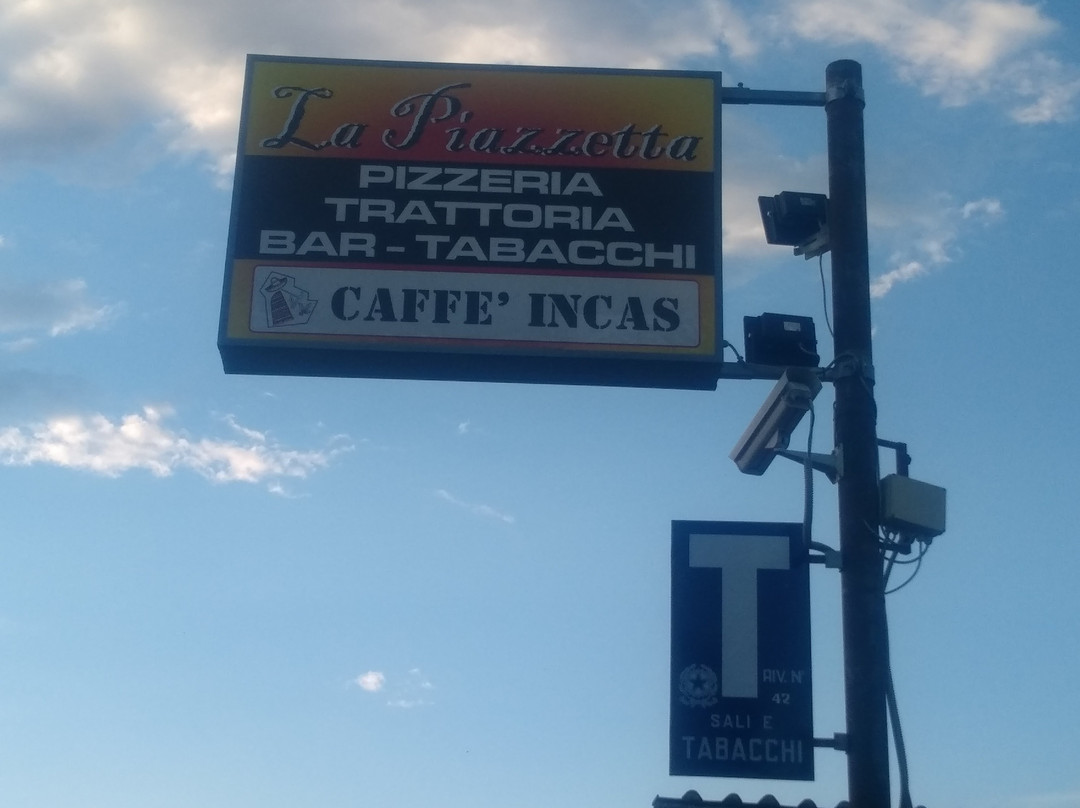 La Piazzetta
PIZZERIA
TRATTORIA
BAR - TABACCHI
CAFFE' INCAS
T
RIV. N°
42
SALI E
TABACCHI